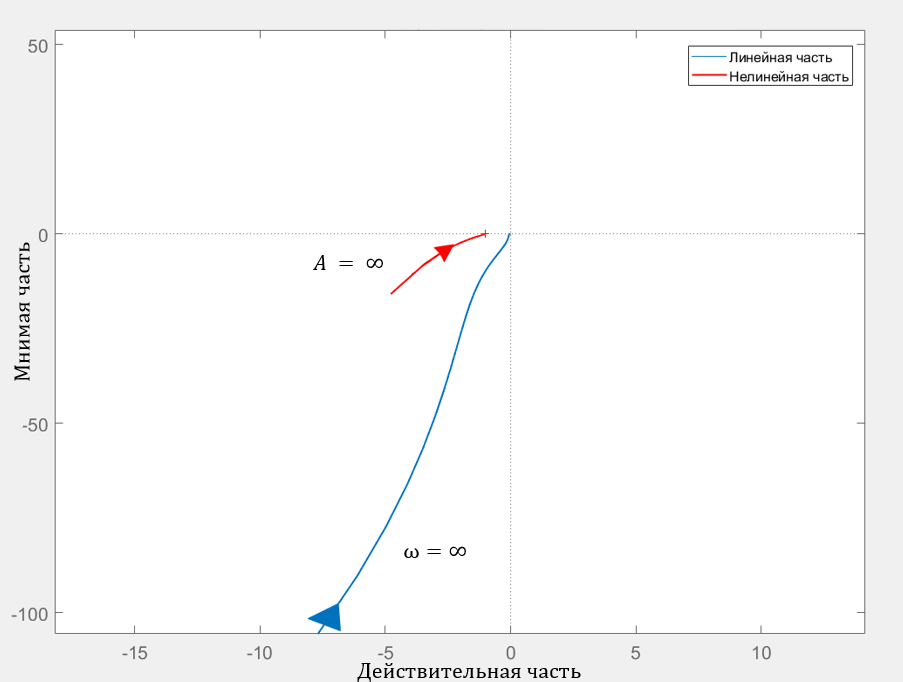 50
Линейная часть
Нелинейная часть
0
A = ∞
-50
ω = ∞
-100
-15 -10 -5 0 5 10
Действительная часть
Мнимая часть